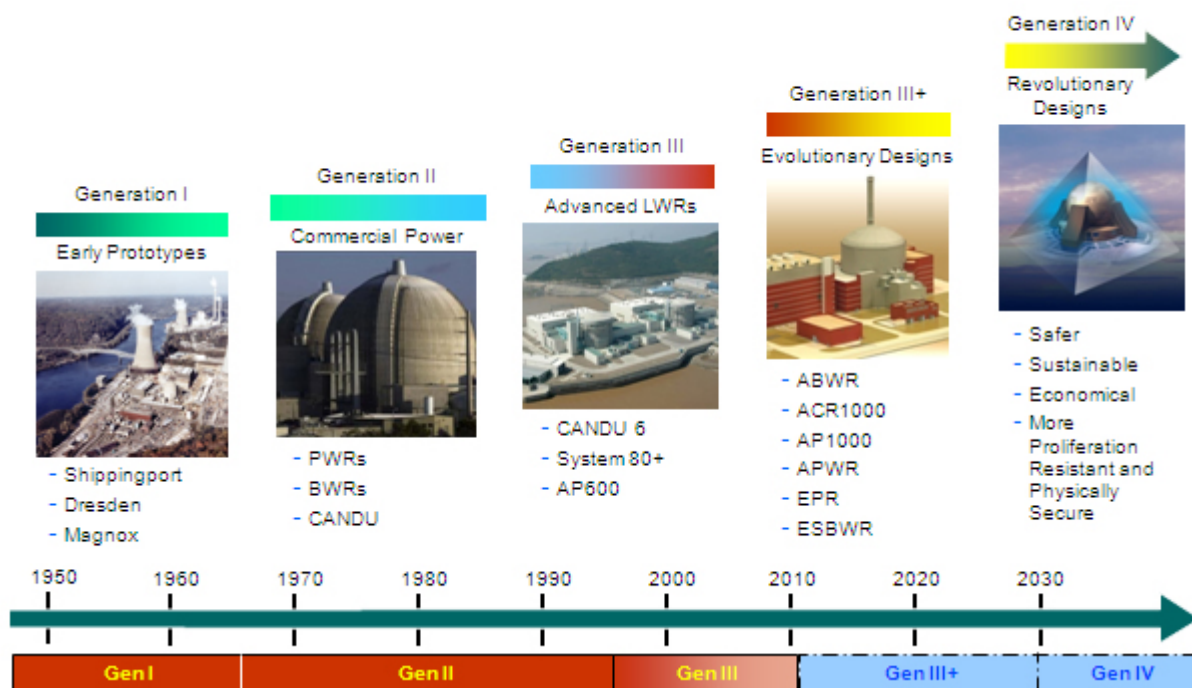 Generation I
Early Prototypes
- Shippingport
- Dresden
- Magnox
Generation II
Commercial Power
- PWRs
- BWRs
- CANDU
Generation III
Advanced LWRs
- CANDU 6
- System 80+
- AP600
Generation III+
Evolutionary Designs
- ABWR
- ACR1000
- AP1000
- APWR
- EPR
- ESBWR
Generation IV
Revolutionary
Designs
- Safer
- Sustainable
- Economical
- More
Proliferation
Resistant and
Physically
Secure
1950 1960 1970 1980 1990 2000 2010 2020 2030
Gen I Gen II Gen III Gen III+ Gen IV